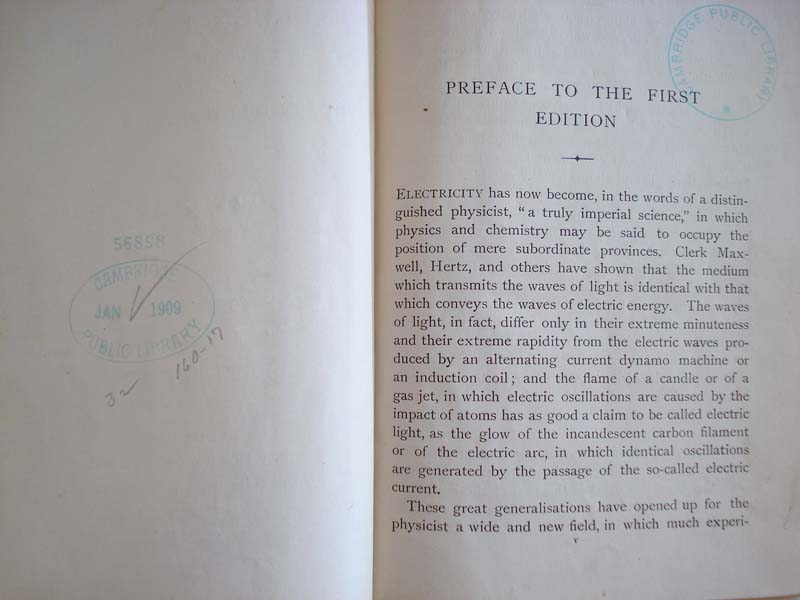 56898
CAMBRIDGE
JAN 1909
PUBLIC LIBRARY
160-17
32
CAMBRIDGE PUBLIC LIBRARY
PREFACE TO THE FIRST
EDITION
ELECTRICITY has now become, in the words of a distin-
guished physicist, “a truly imperial science,” in which
physics and chemistry may be said to occupy the
position of mere subordinate provinces. Clerk Max-
well, Hertz, and others have shown that the medium
which transmits the waves of light is identical with that
which conveys the waves of electric energy. The waves
of light, in fact, differ only in their extreme minuteness
and their extreme rapidity from the electric waves pro-
duced by an alternating current dynamo machine or
an induction coil; and the flame of a candle or of a
gas jet, in which electric oscillations are caused by the
impact of atoms has as good a claim to be called electric
light, as the glow of the incandescent carbon filament
or of the electric arc, in which identical oscillations
are generated by the passage of the so-called electric
current.
These great generalisations have opened up for the
physicist a wide and new field, in which much experi-
v